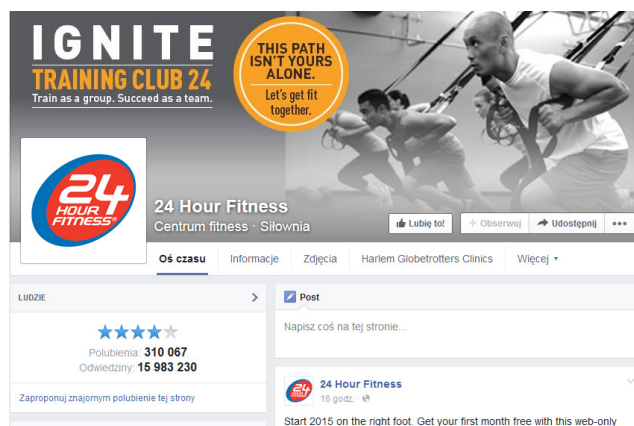 IGNITE
TRAINING CLUB 24
Train as a group. Succeed as a team.
THIS PATH
ISN'T YOURS
ALONE.
Let's get fit
together.
24
HOUR
FITNESS®
24 Hour Fitness
Centrum fitness · Siłownia
Lubię to!
+ Obserwuj
Udostępnij
Oś czasu
Informacje
Zdjęcia
Harlem Globetrotters Clinics
Więcej
LUDZIE
Polubienia: 310 067
Odwiedziny: 15 983 230
Zaproponuj znajomym polubienie tej strony
Post
Napisz coś na tej stronie...
24 Hour Fitness
16 godz. ·
Start 2015 on the right foot. Get your first month free with this web-only